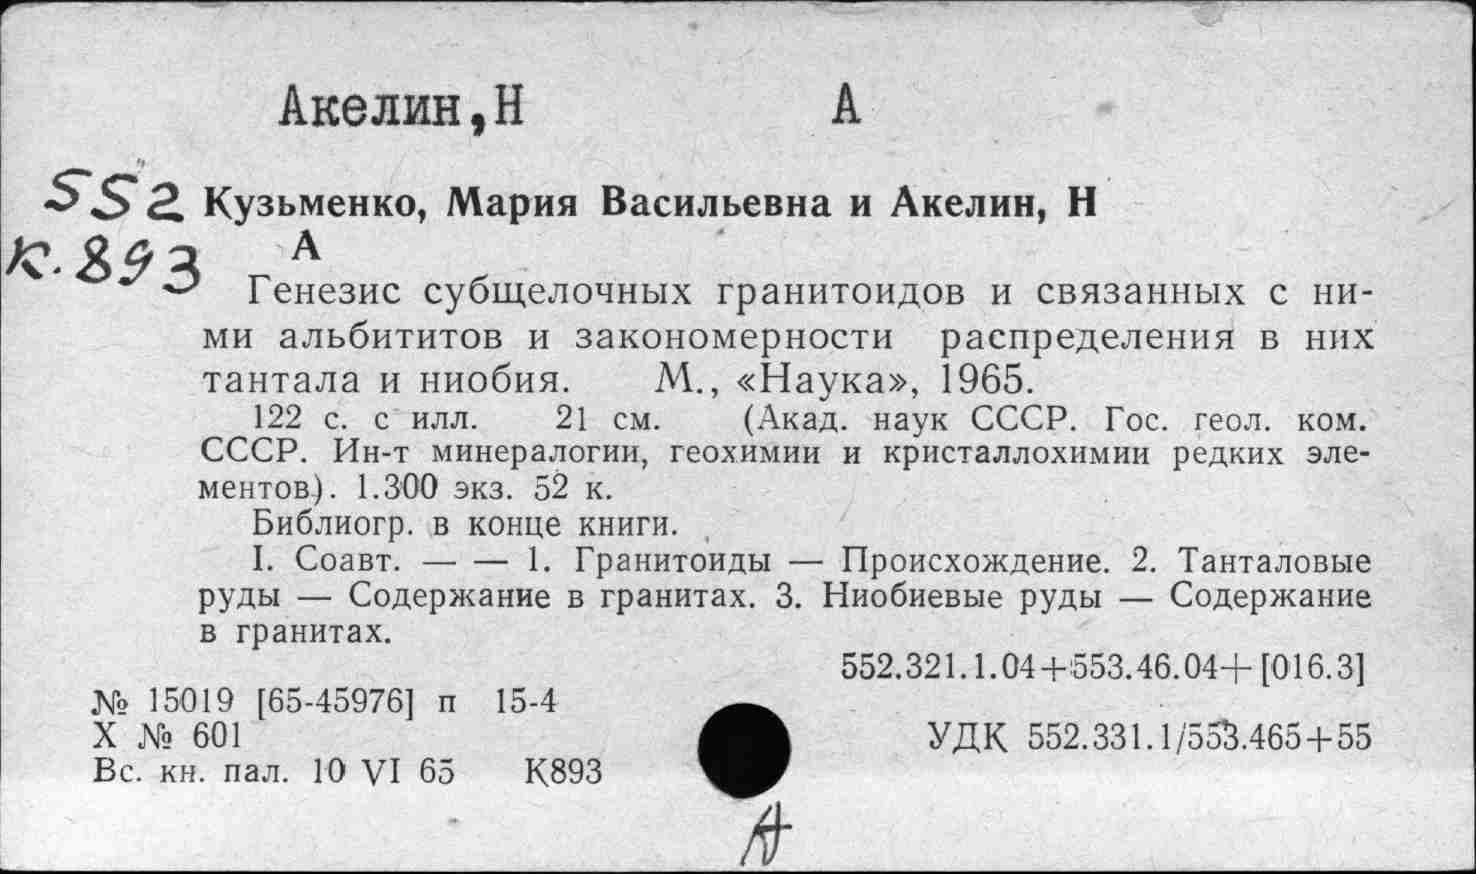 Акелин,Н А
552 Кузьменко, Мария Васильевна и Акелин, Н
К.893 А
Генезис субщелочных гранитоидов и связанных с ни-
ми альбититов и закономерности распределения в них
тантала и ниобия. М., «Наука», 1965.
122 с. с илл. 21 см. (Акад. наук СССР. Гос. геол. ком.
СССР. Ин-т минералогии, геохимии и кристаллохимии редких эле-
ментов). 1.300 экз. 52 к.
Библиогр. в конце книги.
I. Соавт. — — 1. Гранитоиды — Происхождение. 2. Танталовые
руды — Содержание в гранитах. 3. Ниобиевые руды — Содержание
в гранитах.
552.321.1.04+553.46.04+[016.3]
№ 15019 [65-45976] п 15-4
X № 601 УДК 552.331.1/553.465+55
Вс. кн. пал. 10 VI 65 К893
А